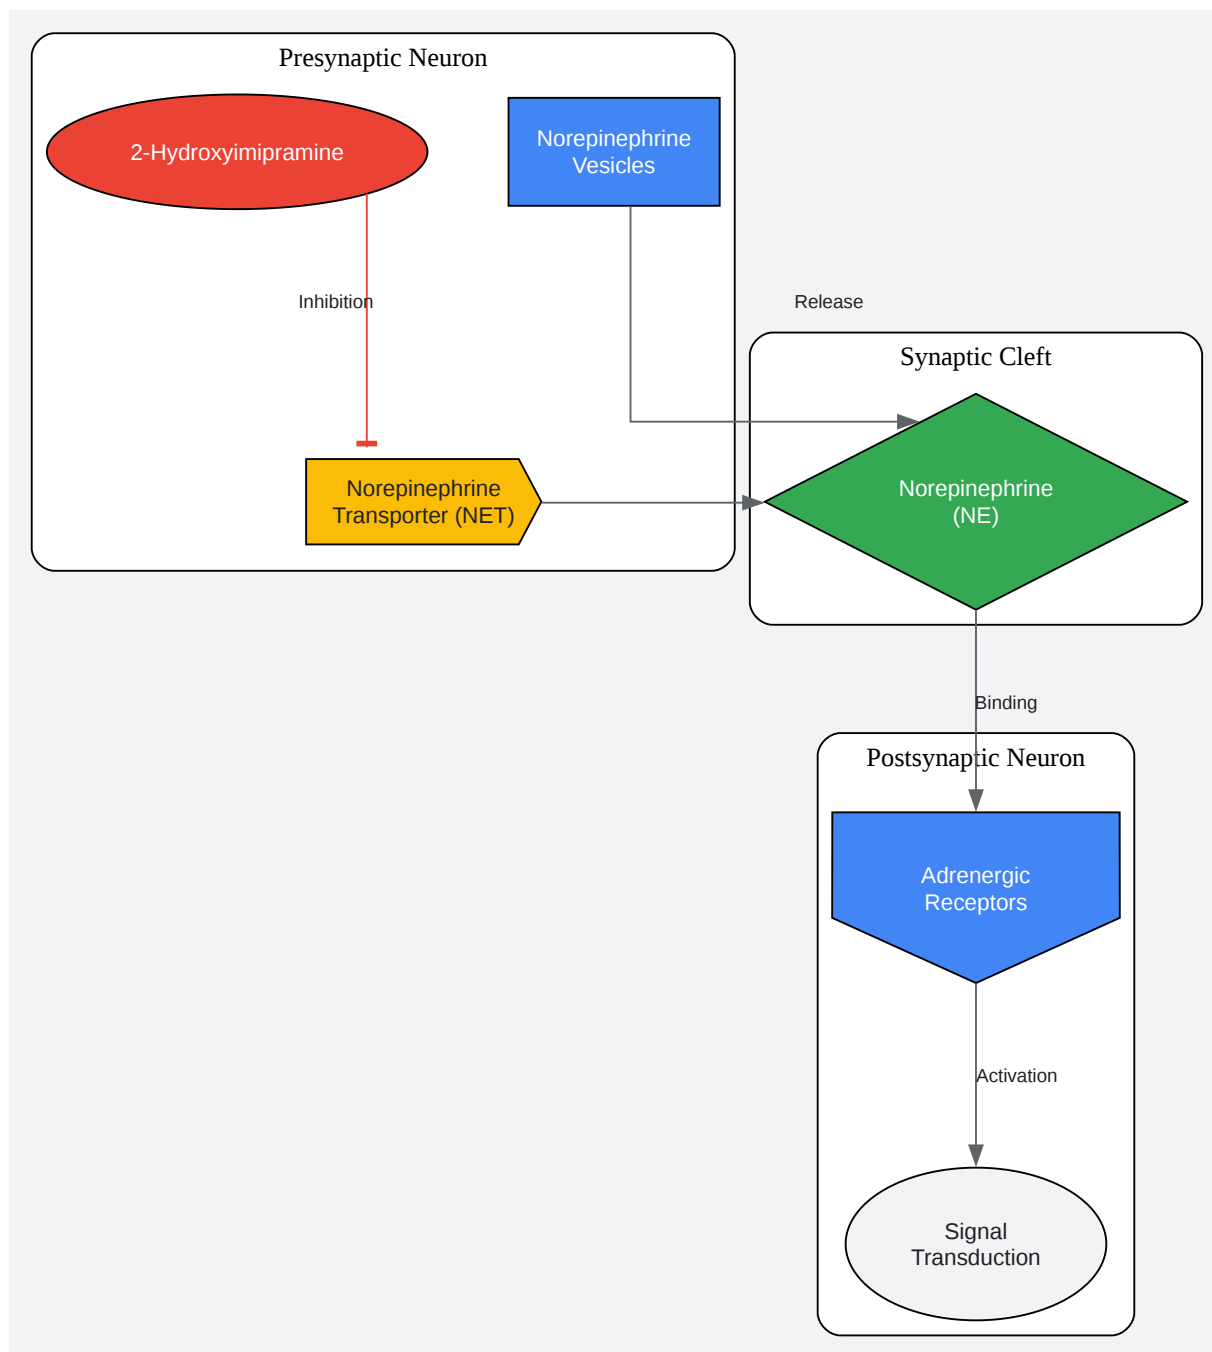 Presynaptic Neuron
2-Hydroxyimipramine
Norepinephrine
Vesicles
Inhibition
Release
Synaptic Cleft
Norepinephrine
Transporter (NET)
Norepinephrine
(NE)
Binding
Postsynaptic Neuron
Adrenergic
Receptors
Activation
Signal
Transduction